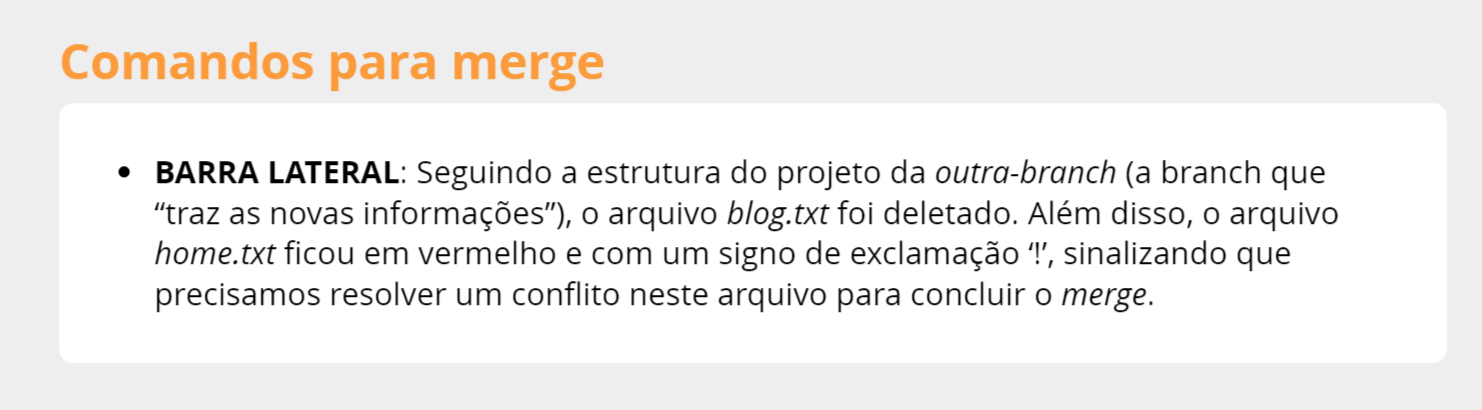 Comandos para merge
• BARRA LATERAL: Seguindo a estrutura do projeto da outra-branch (a branch que
“traz as novas informações”), o arquivo blog.txt foi deletado. Além disso, o arquivo
home.txt ficou em vermelho e com um signo de exclamação ‘!’, sinalizando que
precisamos resolver um conflito neste arquivo para concluir o merge.